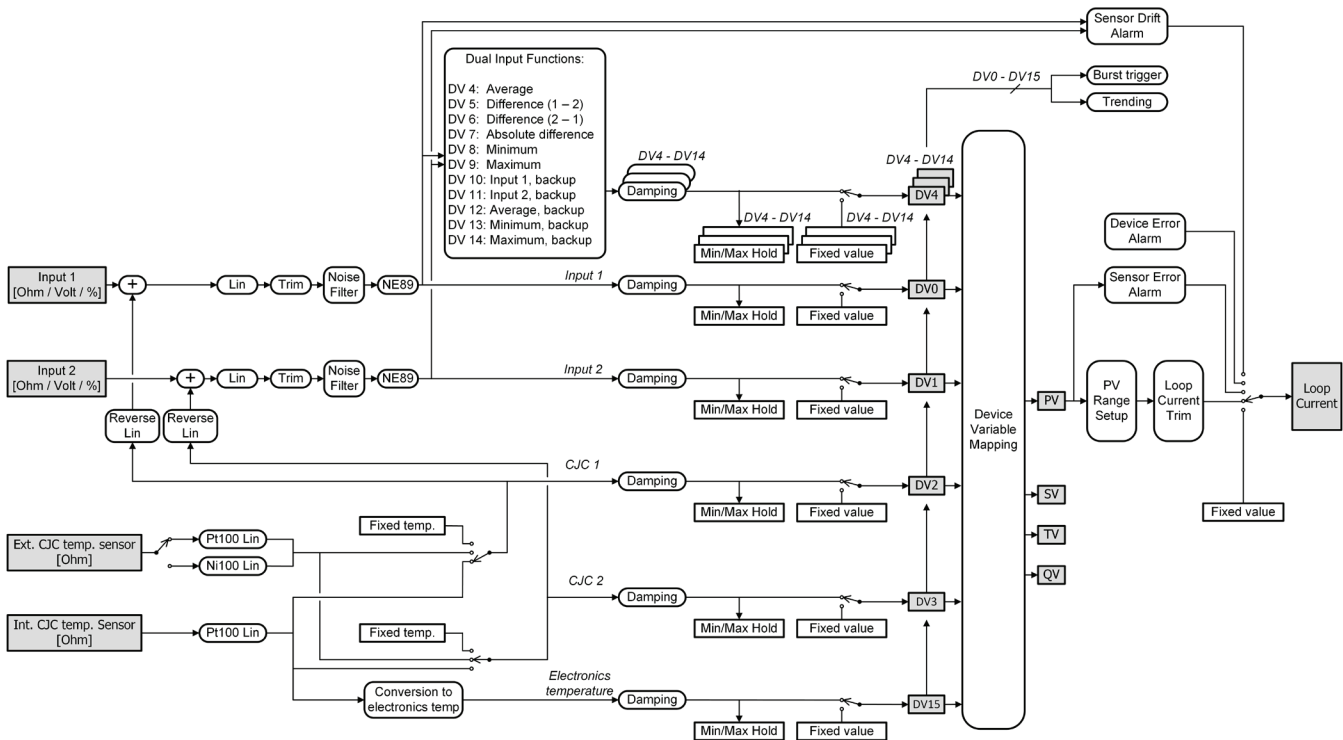 Sensor Drift
Alarm
Dual Input Functions:
DV 4: Average
DV 5: Difference (1 – 2)
DV 6: Difference (2 – 1)
DV 7: Absolute difference
DV 8: Minimum
DV 9: Maximum
DV 10: Input 1, backup
DV 11: Input 2, backup
DV 12: Average, backup
DV 13: Minimum, backup
DV 14: Maximum, backup
DV0 - DV15
Burst trigger
Trending
DV4 - DV14
Damping
DV4 - DV14
DV4
DV4 - DV14
DV4 - DV14
Min/Max Hold
Fixed value
Device Error
Alarm
Input 1
[Ohm / Volt / %]
+
Lin
Trim
Noise
Filter
NE89
Input 1
Damping
Min/Max Hold
Fixed value
DV0
Sensor Error
Alarm
Input 2
[Ohm / Volt / %]
+
Lin
Trim
Noise
Filter
NE89
Input 2
Damping
Min/Max Hold
Fixed value
DV1
Device
Variable
Mapping
PV
PV
Range
Setup
Loop
Current
Trim
Loop
Current
Reverse
Lin
Reverse
Lin
CJC 1
Damping
Min/Max Hold
Fixed value
DV2
SV
TV
QV
Fixed value
Ext. CJC temp. sensor
[Ohm]
Pt100 Lin
Ni100 Lin
Fixed temp.
CJC 2
Damping
Min/Max Hold
Fixed value
DV3
Int. CJC temp. Sensor
[Ohm]
Pt100 Lin
Fixed temp.
Conversion to
electronics temp
Electronics
temperature
Damping
Min/Max Hold
Fixed value
DV15